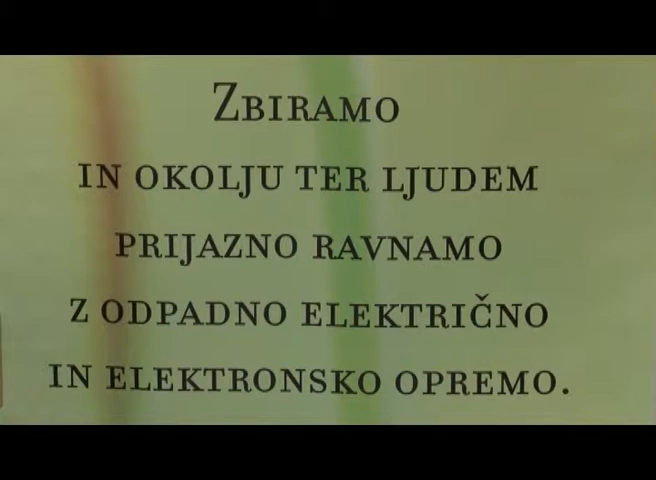 Zbiramo
in okolju ter ljudem
prijazno ravnamo
z odpadno električno
in elektronsko opremo.